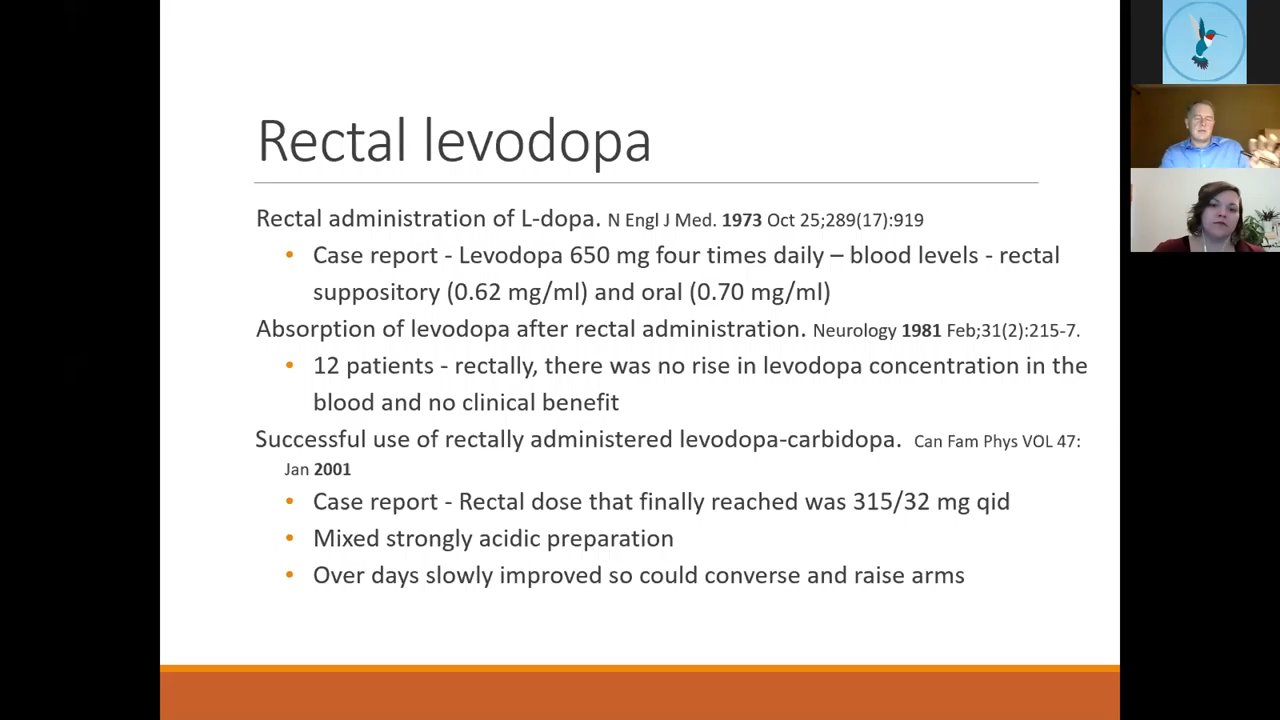 Rectal levodopa
Rectal administration of L-dopa. N Engl J Med. 1973 Oct 25;289(17):919
• Case report - Levodopa 650 mg four times daily – blood levels - rectal
suppository (0.62 mg/ml) and oral (0.70 mg/ml)
Absorption of levodopa after rectal administration. Neurology 1981 Feb;31(2):215-7.
• 12 patients - rectally, there was no rise in levodopa concentration in the
blood and no clinical benefit
Successful use of rectally administered levodopa-carbidopa. Can Fam Phys VOL 47:
Jan 2001
• Case report - Rectal dose that finally reached was 315/32 mg qid
• Mixed strongly acidic preparation
• Over days slowly improved so could converse and raise arms